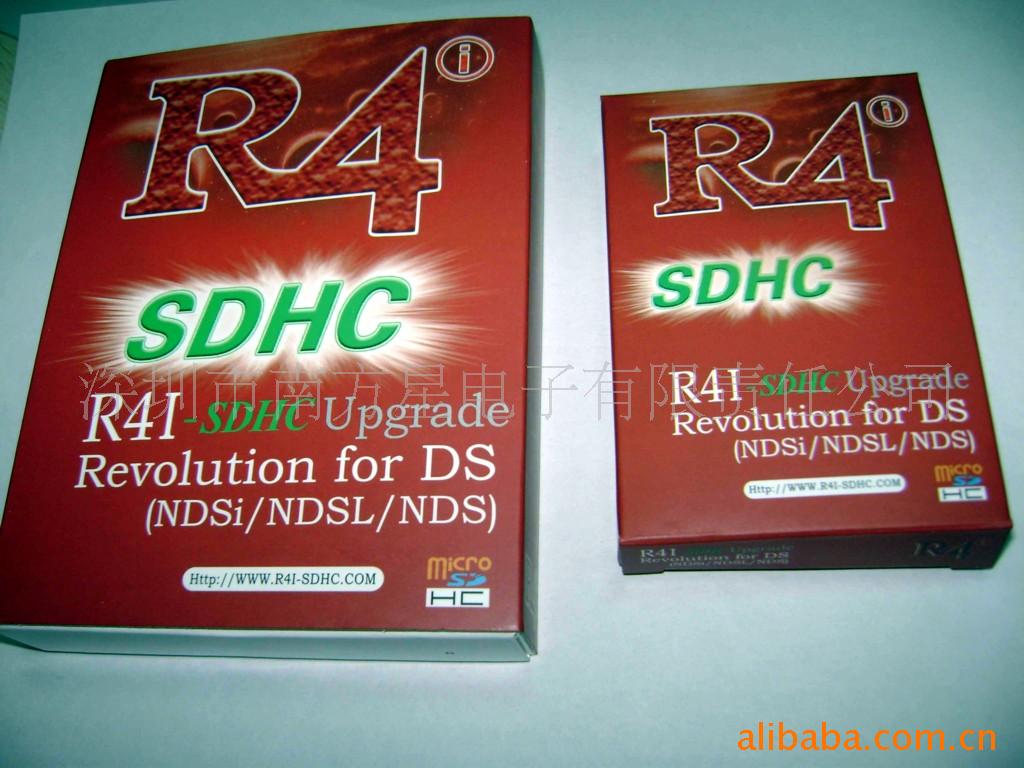 R4 i
SDHC
R4I-SDHC Upgrade
Revolution for DS
(NDSi/NDSL/NDS)
Http://WWW.R4I-SDHC.COM
micro
SD
HC
R4 i
SDHC
R4I-SDHC Upgrade
Revolution for DS
(NDSi/NDSL/NDS)
Http://WWW.R4I-SDHC.COM
micro
SD
HC
R4I-SDHC Upgrade
Revolution for DS
(NDSi/NDSL/NDS)
R4
深圳市南方星电子有限责任公司
alibaba.com.cn